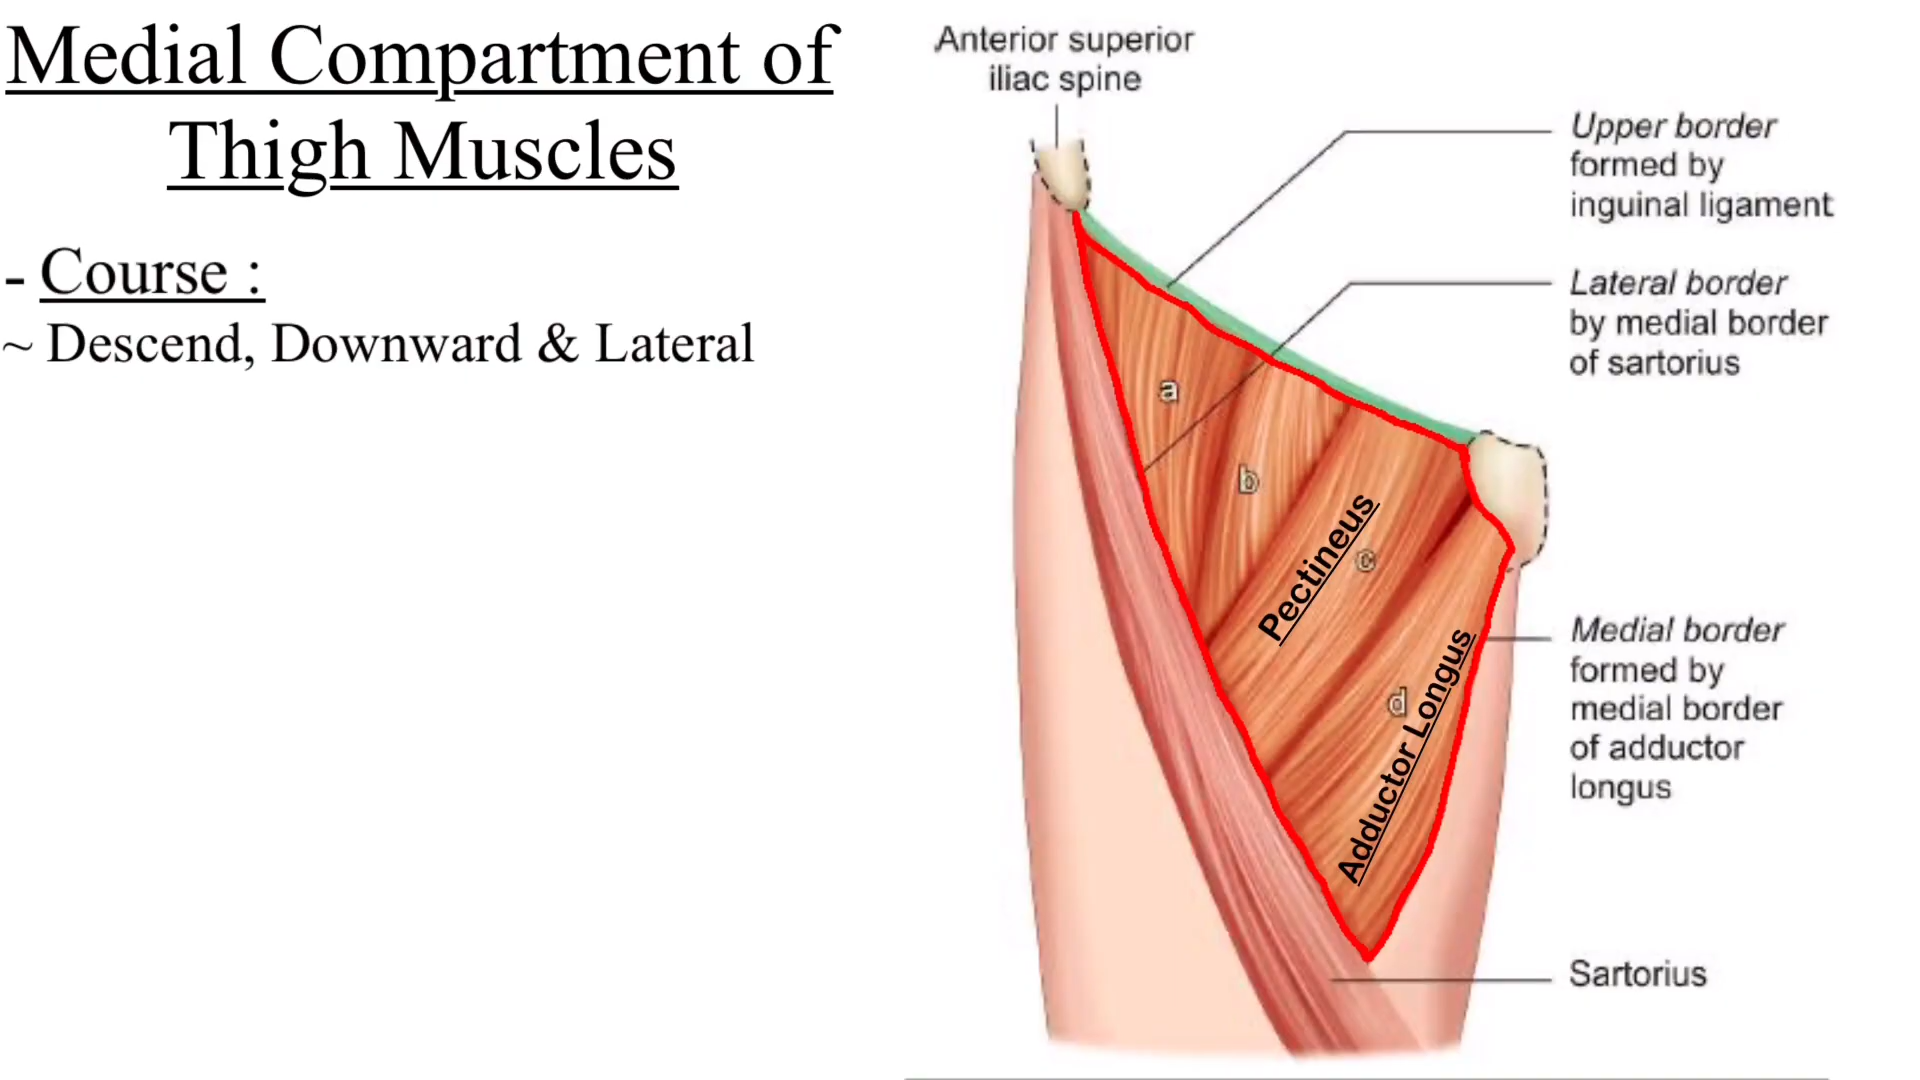 Medial Compartment of
Thigh Muscles
- Course :
~ Descend, Downward & Lateral
Anterior superior
iliac spine
Upper border
formed by
inguinal ligament
Lateral border
by medial border
of sartorius
a
b
Pectineus
c
d
Adductor Longus
Medial border
formed by
medial border
of adductor
longus
Sartorius